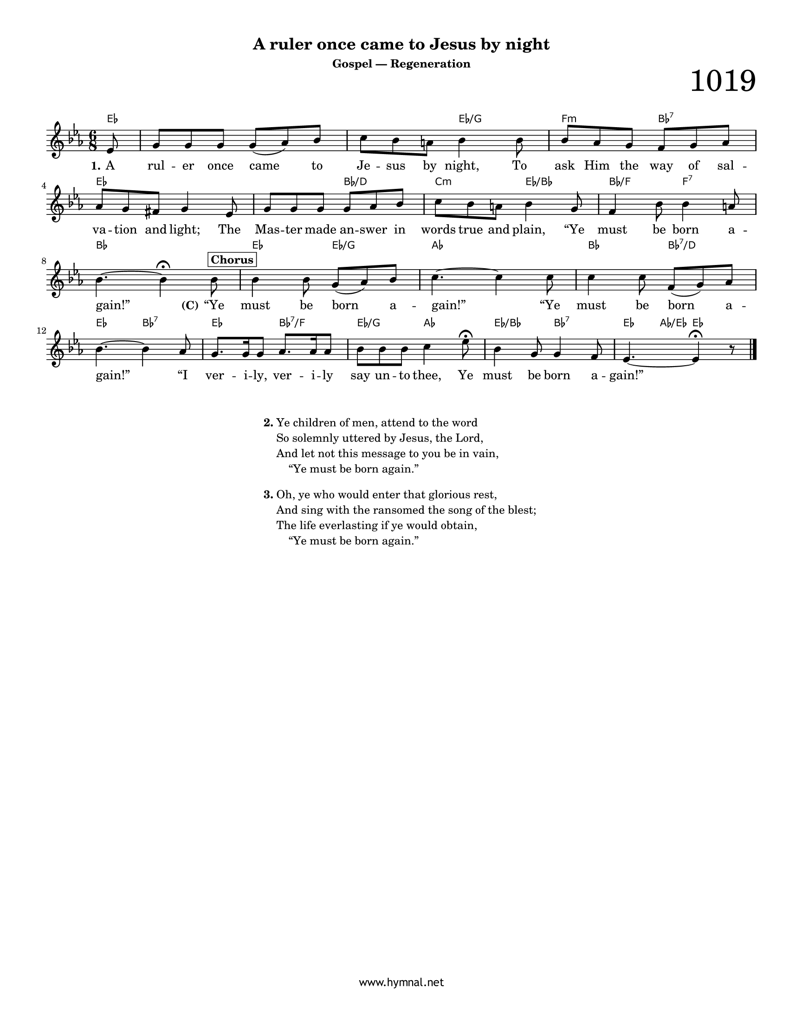 A ruler once came to Jesus by night
Gospel — Regeneration
1019
E♭ E♭/G Fm B♭7
6
8
1. A rul - er once came to Je - sus by night, To ask Him the way of sal -
4 E♭ B♭/D Cm E♭/B♭ B♭/F F7
va - tion and light; The Mas - ter made an - swer in words true and plain, “Ye must be born a -
8 B♭ Chorus E♭ E♭/G A♭ B♭ B♭7/D
gain!” (C) “Ye must be born a - gain!” “Ye must be born a -
12 E♭ B♭7 E♭ B♭7/F E♭/G A♭ E♭/B♭ B♭7 E♭ A♭/E♭ E♭
gain!” “I ver - i - ly, ver - i - ly say un - to thee, Ye must be born a - gain!”
2. Ye children of men, attend to the word
So solemnly uttered by Jesus, the Lord,
And let not this message to you be in vain,
“Ye must be born again.”
3. Oh, ye who would enter that glorious rest,
And sing with the ransomed the song of the blest;
The life everlasting if ye would obtain,
“Ye must be born again.”
www.hymnal.net